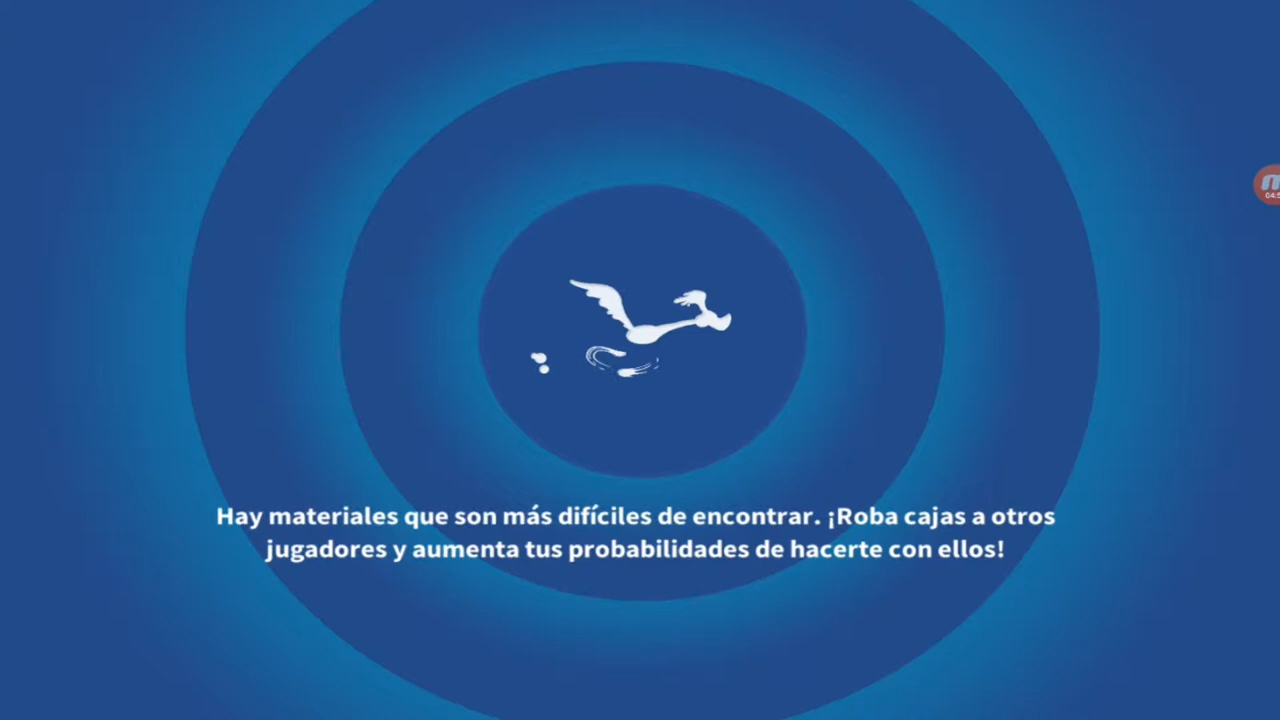 Hay materiales que son más difíciles de encontrar. ¡Roba cajas a otros
jugadores y aumenta tus probabilidades de hacerte con ellos!